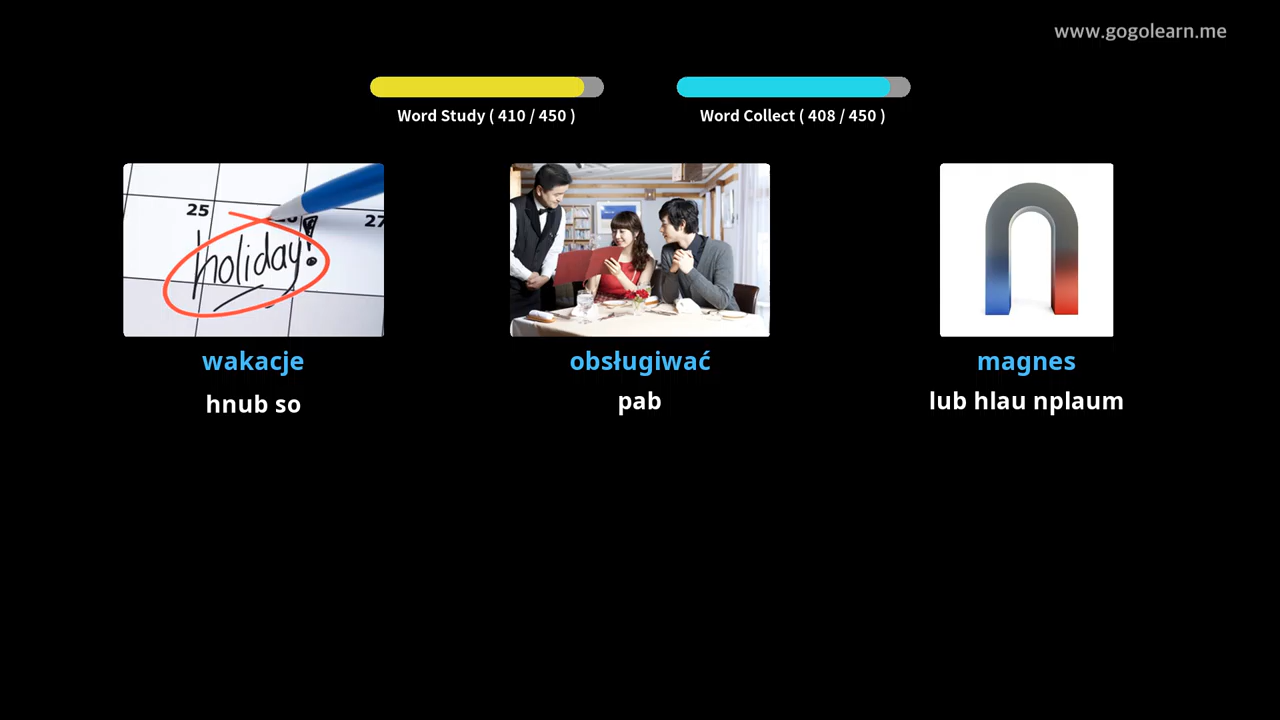 www.gogolearn.me
Word Study ( 410 / 450 )
Word Collect ( 408 / 450 )
25
27
holiday!
wakacje
obsługiwać
magnes
hnub so
pab
lub hlau nplaum